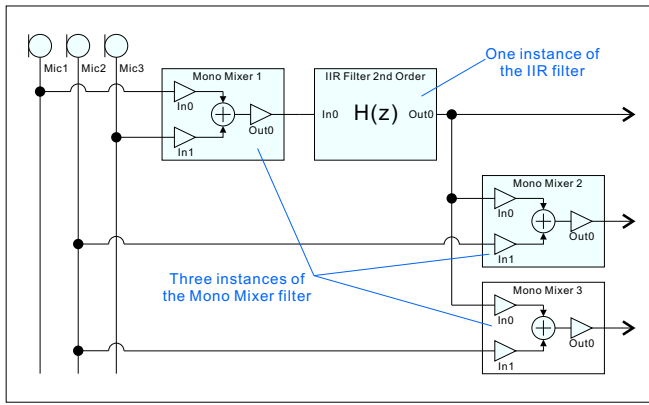 Mic1
Mic2
Mic3
Mono Mixer 1
In0
In1
Out0
IIR Filter 2nd Order
In0
H(z)
Out0
One instance of
the IIR filter
Mono Mixer 2
In0
In1
Out0
Three instances of
the Mono Mixer filter
Mono Mixer 3
In0
In1
Out0